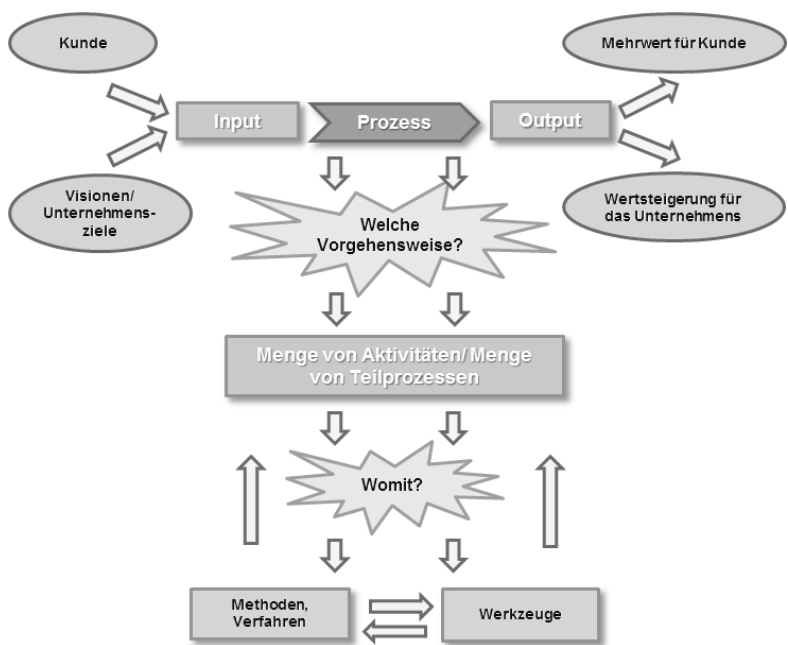 Kunde
Mehrwert für Kunde
Input
Prozess
Output
Visionen/
Unternehmens-
ziele
Wertsteigerung für
das Unternehmens
Welche
Vorgehensweise?
Menge von Aktivitäten/ Menge
von Teilprozessen
Womit?
Methoden,
Verfahren
Werkzeuge